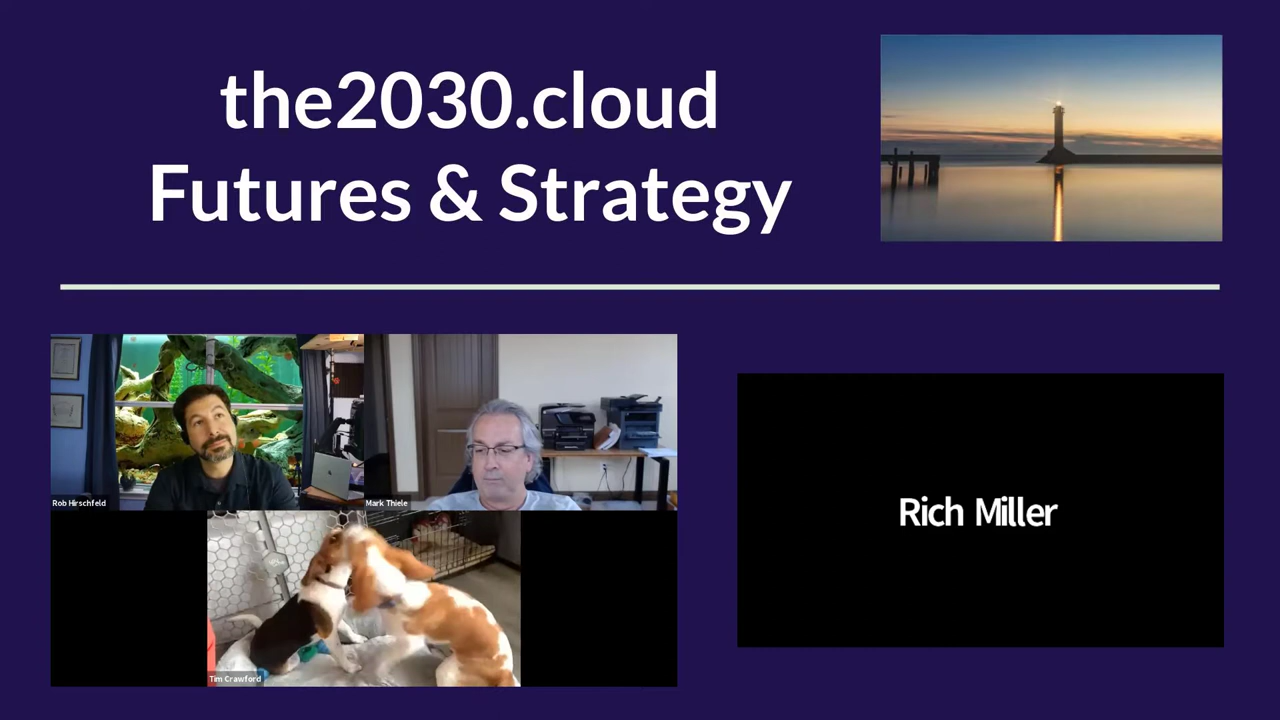 the2030.cloud
Futures & Strategy
Rob Hirschfeld
Mark Thiele
Rich Miller
Tim Crawford